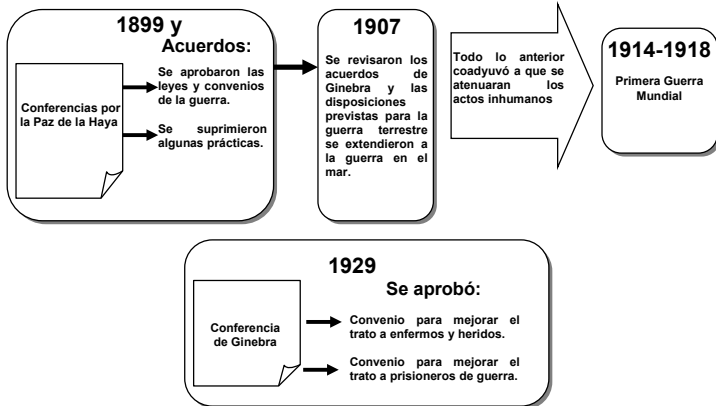 1899 y
Acuerdos:
Conferencias por
la Paz de la Haya
Se aprobaron las
leyes y convenios
de la guerra.
Se suprimieron
algunas prácticas.
1907
Se revisaron los
acuerdos de
Ginebra y las
disposiciones
previstas para la
guerra terrestre
se extendieron a
la guerra en el
mar.
Todo lo anterior
coadyuvó a que se
atenuaran los
actos inhumanos
1914-1918
Primera Guerra
Mundial
1929
Se aprobó:
Conferencia
de Ginebra
Convenio para mejorar el
trato a enfermos y heridos.
Convenio para mejorar el
trato a prisioneros de guerra.